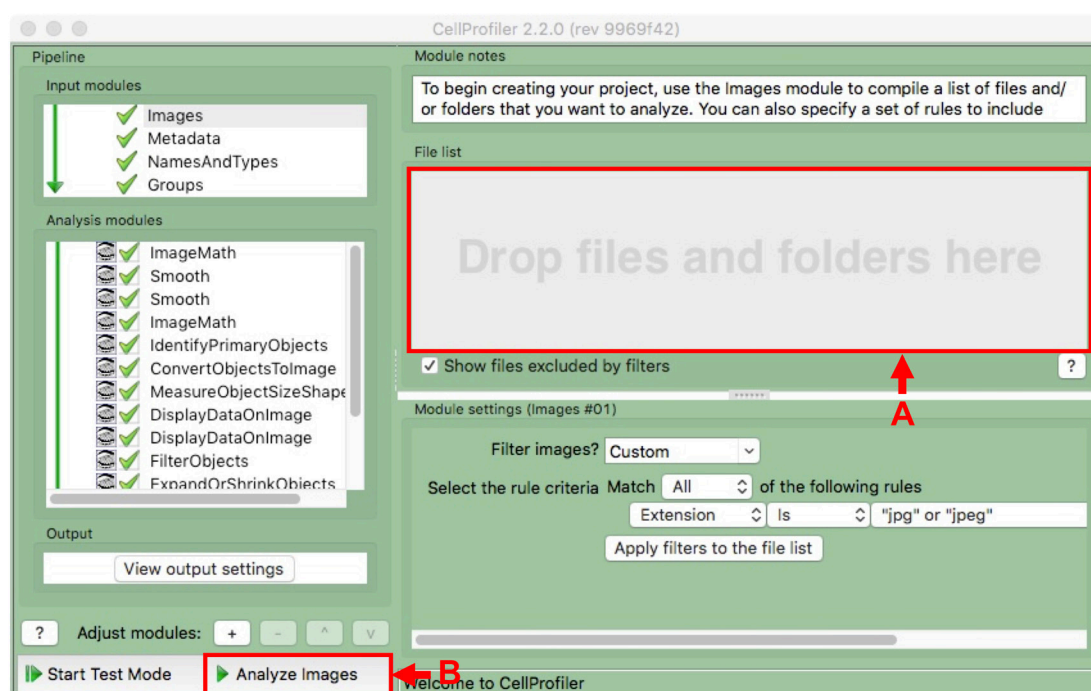 CellProfiler 2.2.0 (rev 9969f42)
Pipeline
Input modules
Images
Metadata
NamesAndTypes
Groups
Analysis modules
ImageMath
Smooth
Smooth
ImageMath
IdentifyPrimaryObjects
ConvertObjectsToImage
MeasureObjectSizeShape
DisplayDataOnImage
DisplayDataOnImage
FilterObjects
ExpandOrShrinkObjects
Output
View output settings
? Adjust modules: + - ^ v
Start Test Mode
Analyze Images
B
Module notes
To begin creating your project, use the Images module to compile a list of files and/
or folders that you want to analyze. You can also specify a set of rules to include
File list
Drop files and folders here
Show files excluded by filters ?
A
Module settings (Images #01)
Filter images? Custom
Select the rule criteria Match All of the following rules
Extension Is "jpg" or "jpeg"
Apply filters to the file list
Welcome to CellProfiler